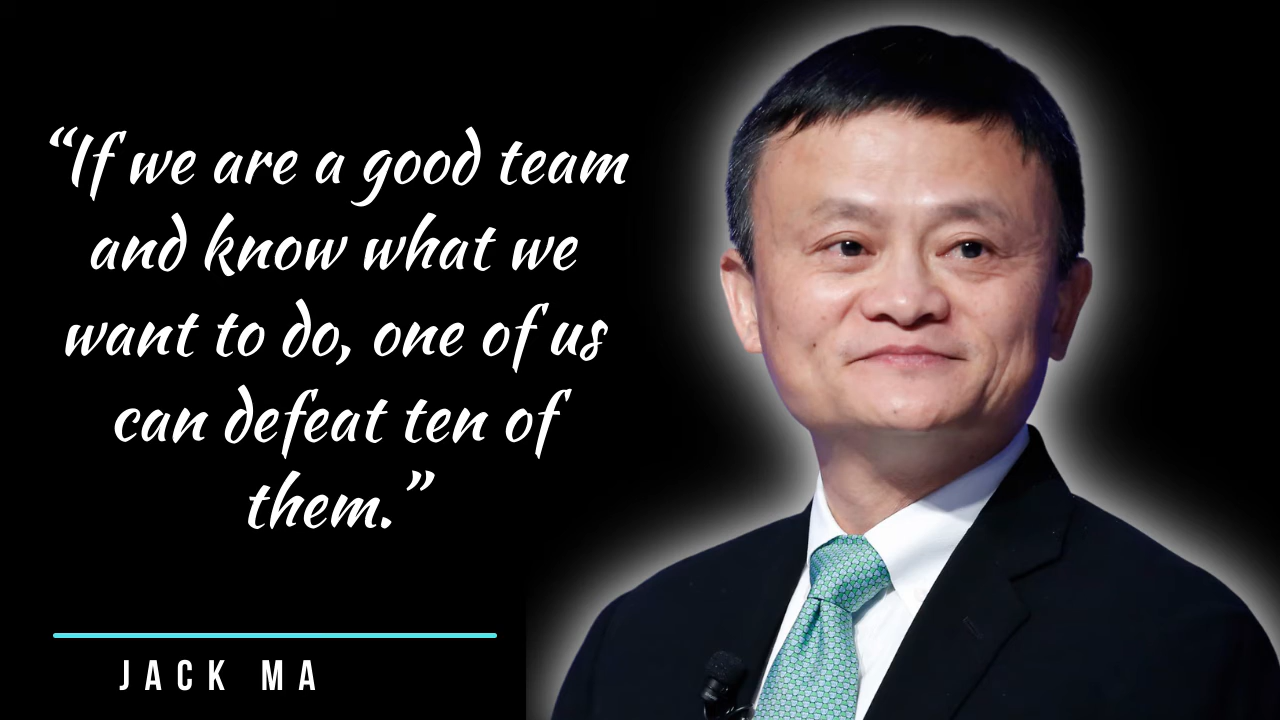 “If we are a good team
and know what we
want to do, one of us
can defeat ten of
them.”
JACK MA